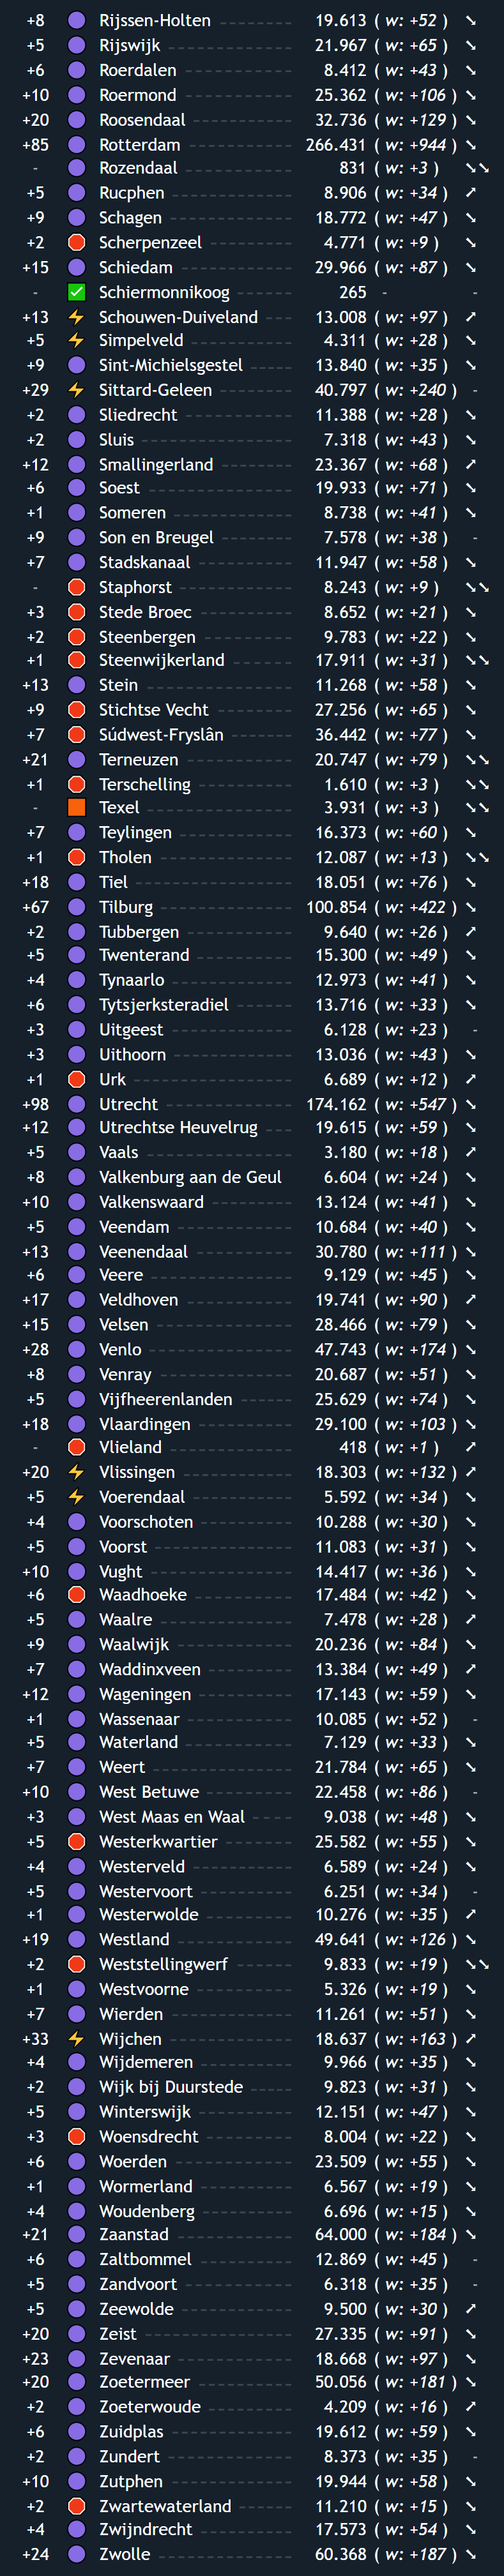 +8 Rijssen-Holten 19.613 ( w: +52 ) ↘
+5 Rijswijk 21.967 ( w: +65 ) ↘
+6 Roerdalen 8.412 ( w: +43 ) ↘
+10 Roermond 25.362 ( w: +106 ) ↘
+20 Roosendaal 32.736 ( w: +129 ) ↘
+85 Rotterdam 266.431 ( w: +944 ) ↘
- Rozendaal 831 ( w: +3 ) ↘↘
+5 Rucphen 8.906 ( w: +34 ) ↗
+9 Schagen 18.772 ( w: +47 ) ↘
+2 Scherpenzeel 4.771 ( w: +9 ) ↘
+15 Schiedam 29.966 ( w: +87 ) ↘
- Schiermonnikoog 265 - -
+13 Schouwen-Duiveland 13.008 ( w: +97 ) ↗
+5 Simpelveld 4.311 ( w: +28 ) ↘
+9 Sint-Michielsgestel 13.840 ( w: +35 ) ↘
+29 Sittard-Geleen 40.797 ( w: +240 ) -
+2 Sliedrecht 11.388 ( w: +28 ) ↘
+2 Sluis 7.318 ( w: +43 ) ↘
+12 Smallingerland 23.367 ( w: +68 ) ↗
+6 Soest 19.933 ( w: +71 ) ↘
+1 Someren 8.738 ( w: +41 ) ↘
+9 Son en Breugel 7.578 ( w: +38 ) -
+7 Stadskanaal 11.947 ( w: +58 ) ↘
- Staphorst 8.243 ( w: +9 ) ↘↘
+3 Stede Broec 8.652 ( w: +21 ) ↘
+2 Steenbergen 9.783 ( w: +22 ) ↘
+1 Steenwijkerland 17.911 ( w: +31 ) ↘↘
+13 Stein 11.268 ( w: +58 ) ↘
+9 Stichtse Vecht 27.256 ( w: +65 ) ↘
+7 Súdwest-Fryslân 36.442 ( w: +77 ) ↘
+21 Terneuzen 20.747 ( w: +79 ) ↘↘
+1 Terschelling 1.610 ( w: +3 ) ↘↘
- Texel 3.931 ( w: +3 ) ↘↘
+7 Teylingen 16.373 ( w: +60 ) ↘
+1 Tholen 12.087 ( w: +13 ) ↘↘
+18 Tiel 18.051 ( w: +76 ) ↘
+67 Tilburg 100.854 ( w: +422 ) ↘
+2 Tubbergen 9.640 ( w: +26 ) ↗
+5 Twenterand 15.300 ( w: +49 ) ↘
+4 Tynaarlo 12.973 ( w: +41 ) ↘
+6 Tytsjerksteradiel 13.716 ( w: +33 ) ↘
+3 Uitgeest 6.128 ( w: +23 ) -
+3 Uithoorn 13.036 ( w: +43 ) ↘
+1 Urk 6.689 ( w: +12 ) ↗
+98 Utrecht 174.162 ( w: +547 ) ↘
+12 Utrechtse Heuvelrug 19.615 ( w: +59 ) ↘
+5 Vaals 3.180 ( w: +18 ) ↗
+8 Valkenburg aan de Geul 6.604 ( w: +24 ) ↘
+10 Valkenswaard 13.124 ( w: +41 ) ↘
+5 Veendam 10.684 ( w: +40 ) ↘
+13 Veenendaal 30.780 ( w: +111 ) ↘
+6 Veere 9.129 ( w: +45 ) ↘
+17 Veldhoven 19.741 ( w: +90 ) ↗
+15 Velsen 28.466 ( w: +79 ) ↘
+28 Venlo 47.743 ( w: +174 ) ↘
+8 Venray 20.687 ( w: +51 ) ↘
+5 Vijfheerenlanden 25.629 ( w: +74 ) ↘
+18 Vlaardingen 29.100 ( w: +103 ) ↘
- Vlieland 418 ( w: +1 ) ↗
+20 Vlissingen 18.303 ( w: +132 ) ↗
+5 Voerendaal 5.592 ( w: +34 ) ↘
+4 Voorschoten 10.288 ( w: +30 ) ↘
+5 Voorst 11.083 ( w: +31 ) ↘
+10 Vught 14.417 ( w: +36 ) ↘
+6 Waadhoeke 17.484 ( w: +42 ) ↘
+5 Waalre 7.478 ( w: +28 ) ↗
+9 Waalwijk 20.236 ( w: +84 ) ↘
+7 Waddinxveen 13.384 ( w: +49 ) ↗
+12 Wageningen 17.143 ( w: +59 ) ↘
+1 Wassenaar 10.085 ( w: +52 ) -
+5 Waterland 7.129 ( w: +33 ) ↘
+7 Weert 21.784 ( w: +65 ) ↘
+10 West Betuwe 22.458 ( w: +86 ) -
+3 West Maas en Waal 9.038 ( w: +48 ) ↘
+5 Westerkwartier 25.582 ( w: +55 ) ↘
+4 Westerveld 6.589 ( w: +24 ) ↘
+5 Westervoort 6.251 ( w: +34 ) -
+1 Westerwolde 10.276 ( w: +35 ) ↗
+19 Westland 49.641 ( w: +126 ) ↘
+2 Weststellingwerf 9.833 ( w: +19 ) ↘↘
+1 Westvoorne 5.326 ( w: +19 ) ↘
+7 Wierden 11.261 ( w: +51 ) ↘
+33 Wijchen 18.637 ( w: +163 ) ↗
+4 Wijdemeren 9.966 ( w: +35 ) ↘
+2 Wijk bij Duurstede 9.823 ( w: +31 ) ↘
+5 Winterswijk 12.151 ( w: +47 ) ↘
+3 Woensdrecht 8.004 ( w: +22 ) ↘
+6 Woerden 23.509 ( w: +55 ) ↘
+1 Wormerland 6.567 ( w: +19 ) ↘
+4 Woudenberg 6.696 ( w: +15 ) ↘
+21 Zaanstad 64.000 ( w: +184 ) ↘
+6 Zaltbommel 12.869 ( w: +45 ) -
+5 Zandvoort 6.318 ( w: +35 ) -
+5 Zeewolde 9.500 ( w: +30 ) ↗
+20 Zeist 27.335 ( w: +91 ) ↘
+23 Zevenaar 18.668 ( w: +97 ) ↘
+20 Zoetermeer 50.056 ( w: +181 ) ↘
+2 Zoeterwoude 4.209 ( w: +16 ) ↗
+6 Zuidplas 19.612 ( w: +59 ) ↘
+2 Zundert 8.373 ( w: +35 ) -
+10 Zutphen 19.944 ( w: +58 ) ↘
+2 Zwartewaterland 11.210 ( w: +15 ) ↘
+4 Zwijndrecht 17.573 ( w: +54 ) ↘
+24 Zwolle 60.368 ( w: +187 ) ↘